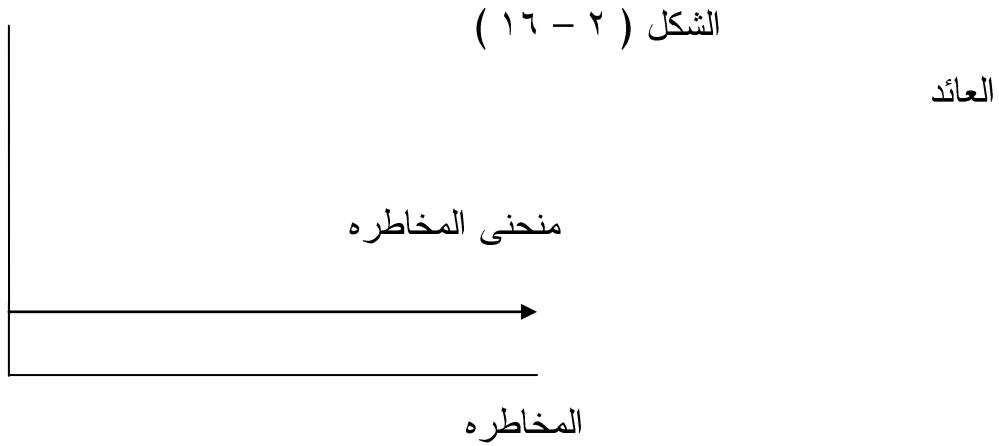 الشكل ( ٢ – ١٦ )
العائد
منحنى المخاطره
المخاطره